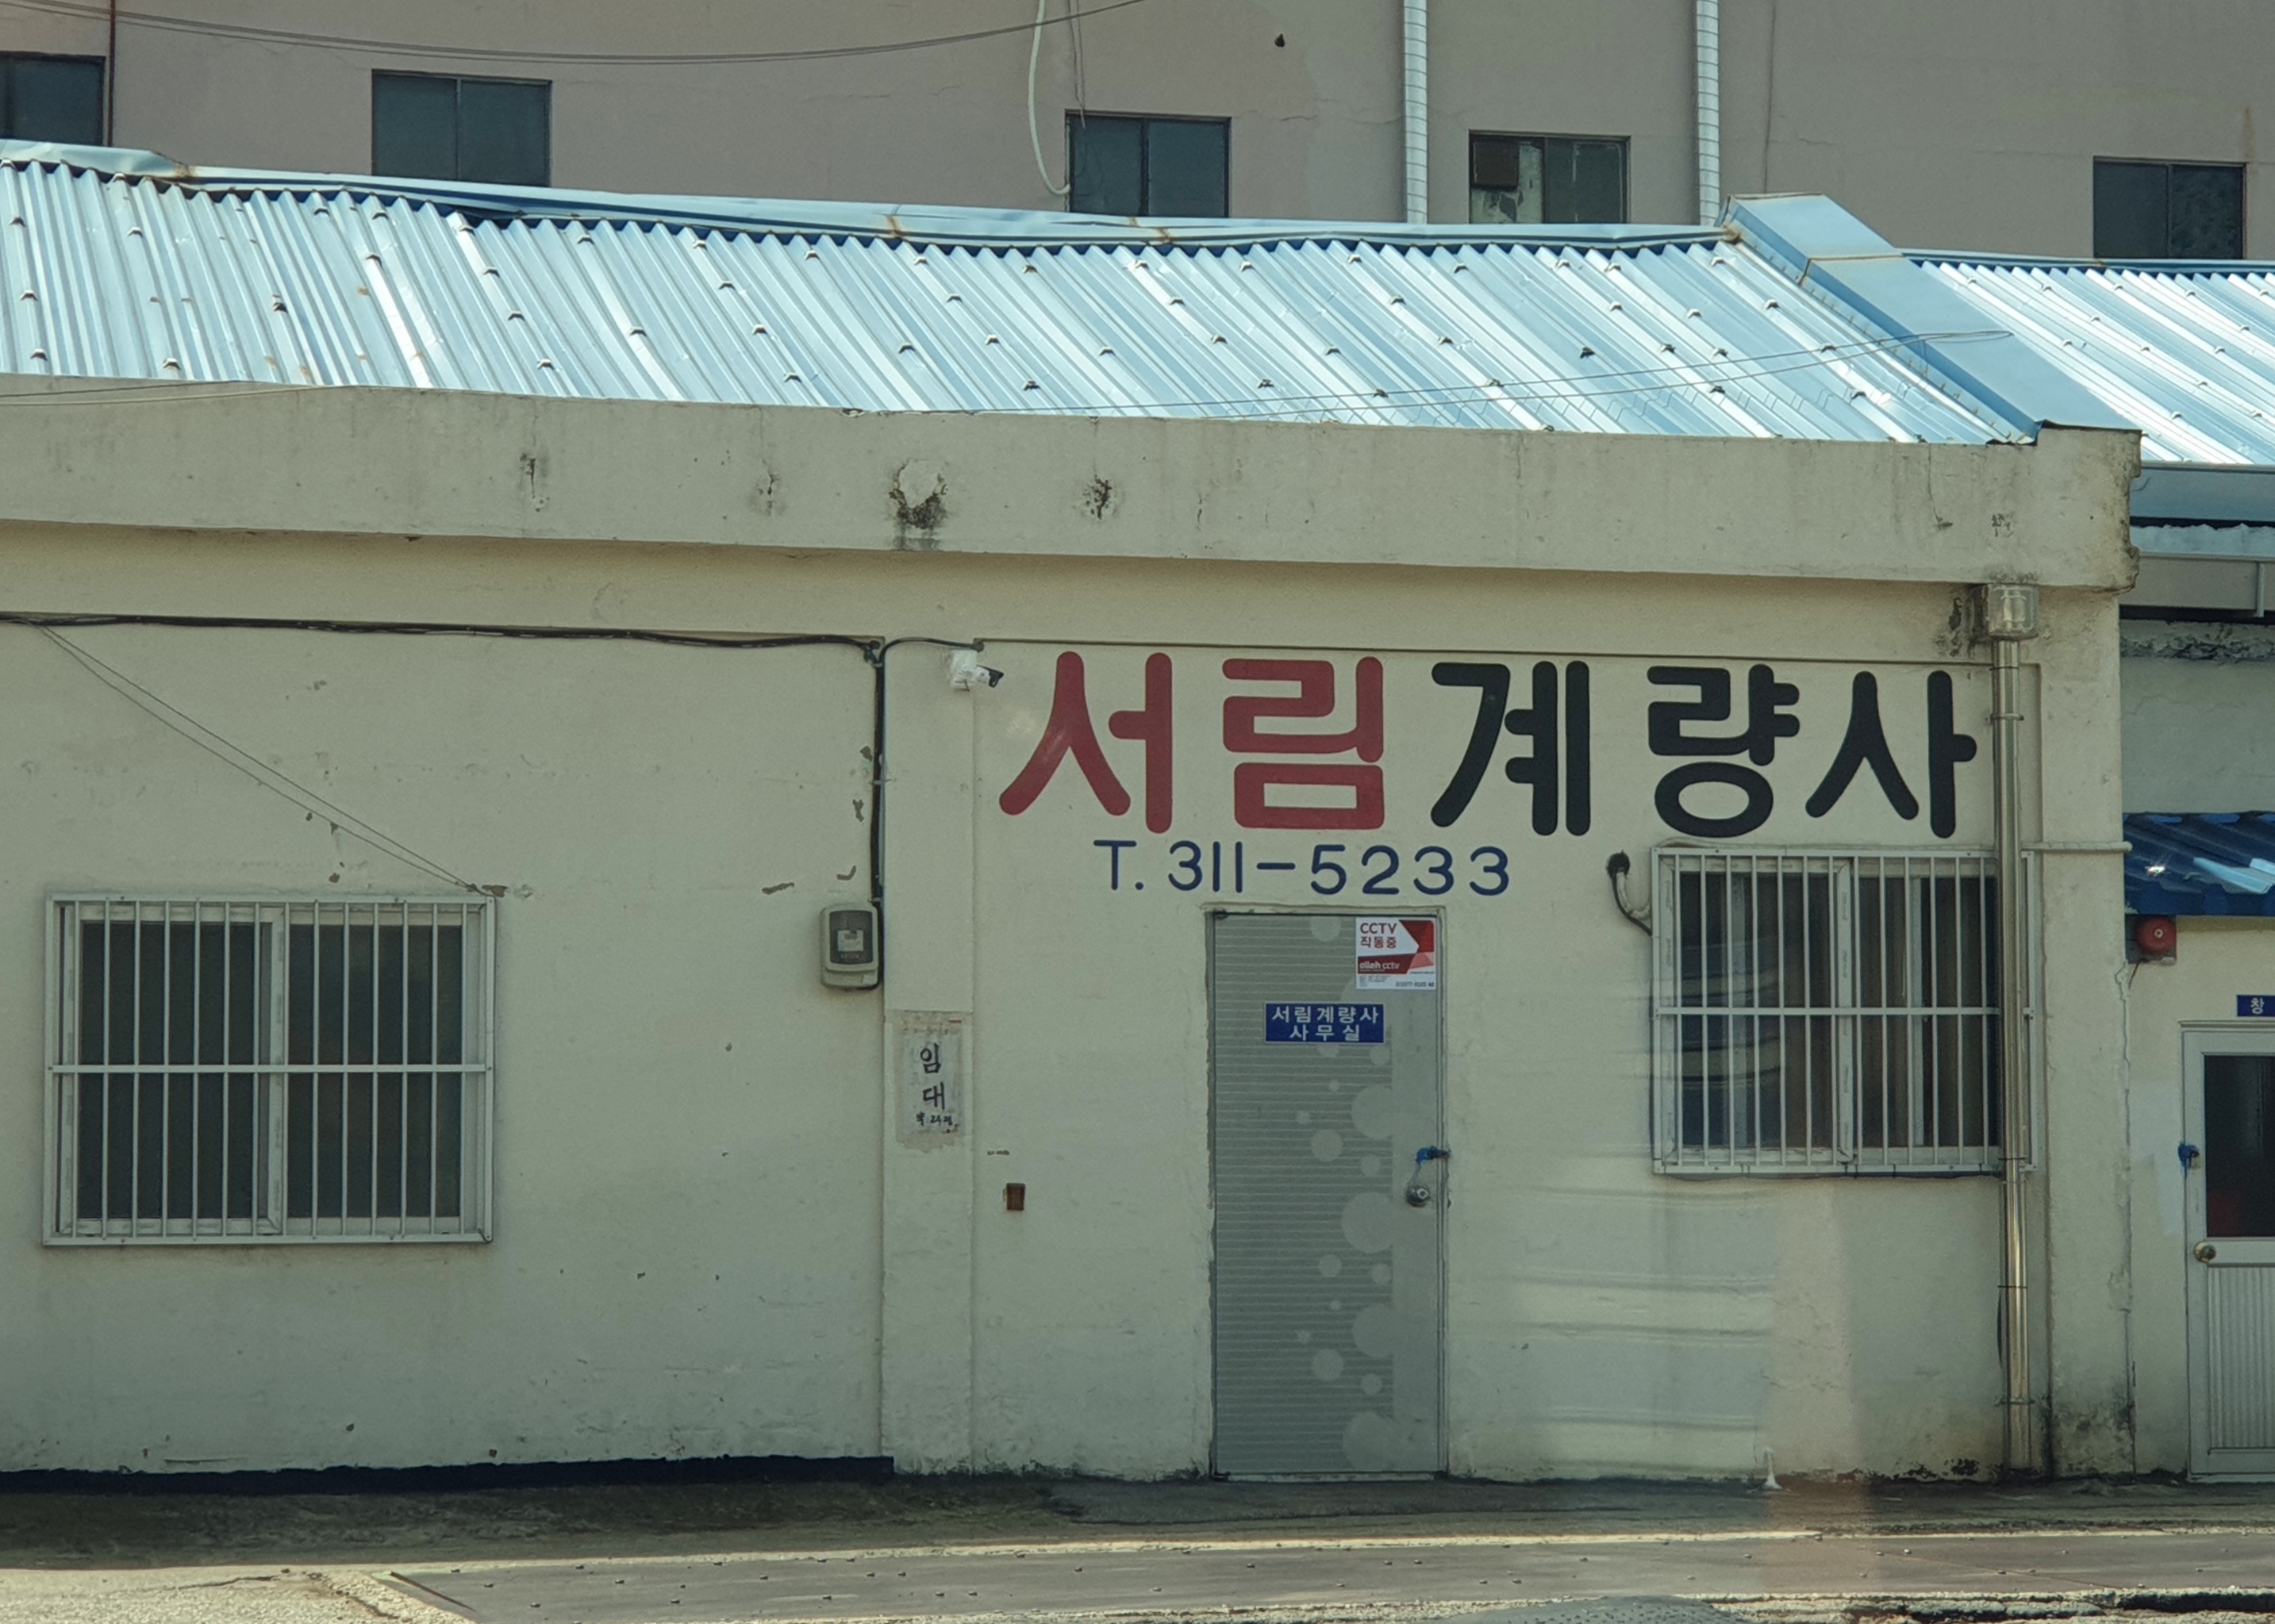 서림계량사
T. 311-5233
CCTV
작동중
olleh cctv
서림계량사
사무실
임
대
창